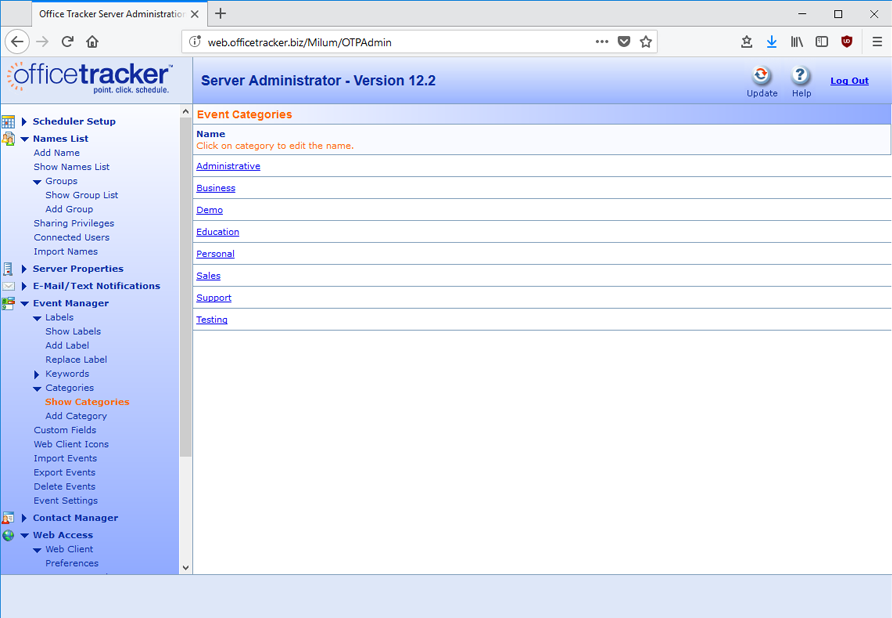 Office Tracker Server Administration
web.officetracker.biz/Milum/OTPAdmin
officetracker™
point. click. schedule.
Server Administrator - Version 12.2
Update
Help
Log Out
Scheduler Setup
Names List
Add Name
Show Names List
Groups
Show Group List
Add Group
Sharing Privileges
Connected Users
Import Names
Server Properties
E-Mail/Text Notifications
Event Manager
Labels
Show Labels
Add Label
Replace Label
Keywords
Categories
Show Categories
Add Category
Custom Fields
Web Client Icons
Import Events
Export Events
Delete Events
Event Settings
Contact Manager
Web Access
Web Client
Preferences
Event Categories
Name
Click on category to edit the name.
Administrative
Business
Demo
Education
Personal
Sales
Support
Testing